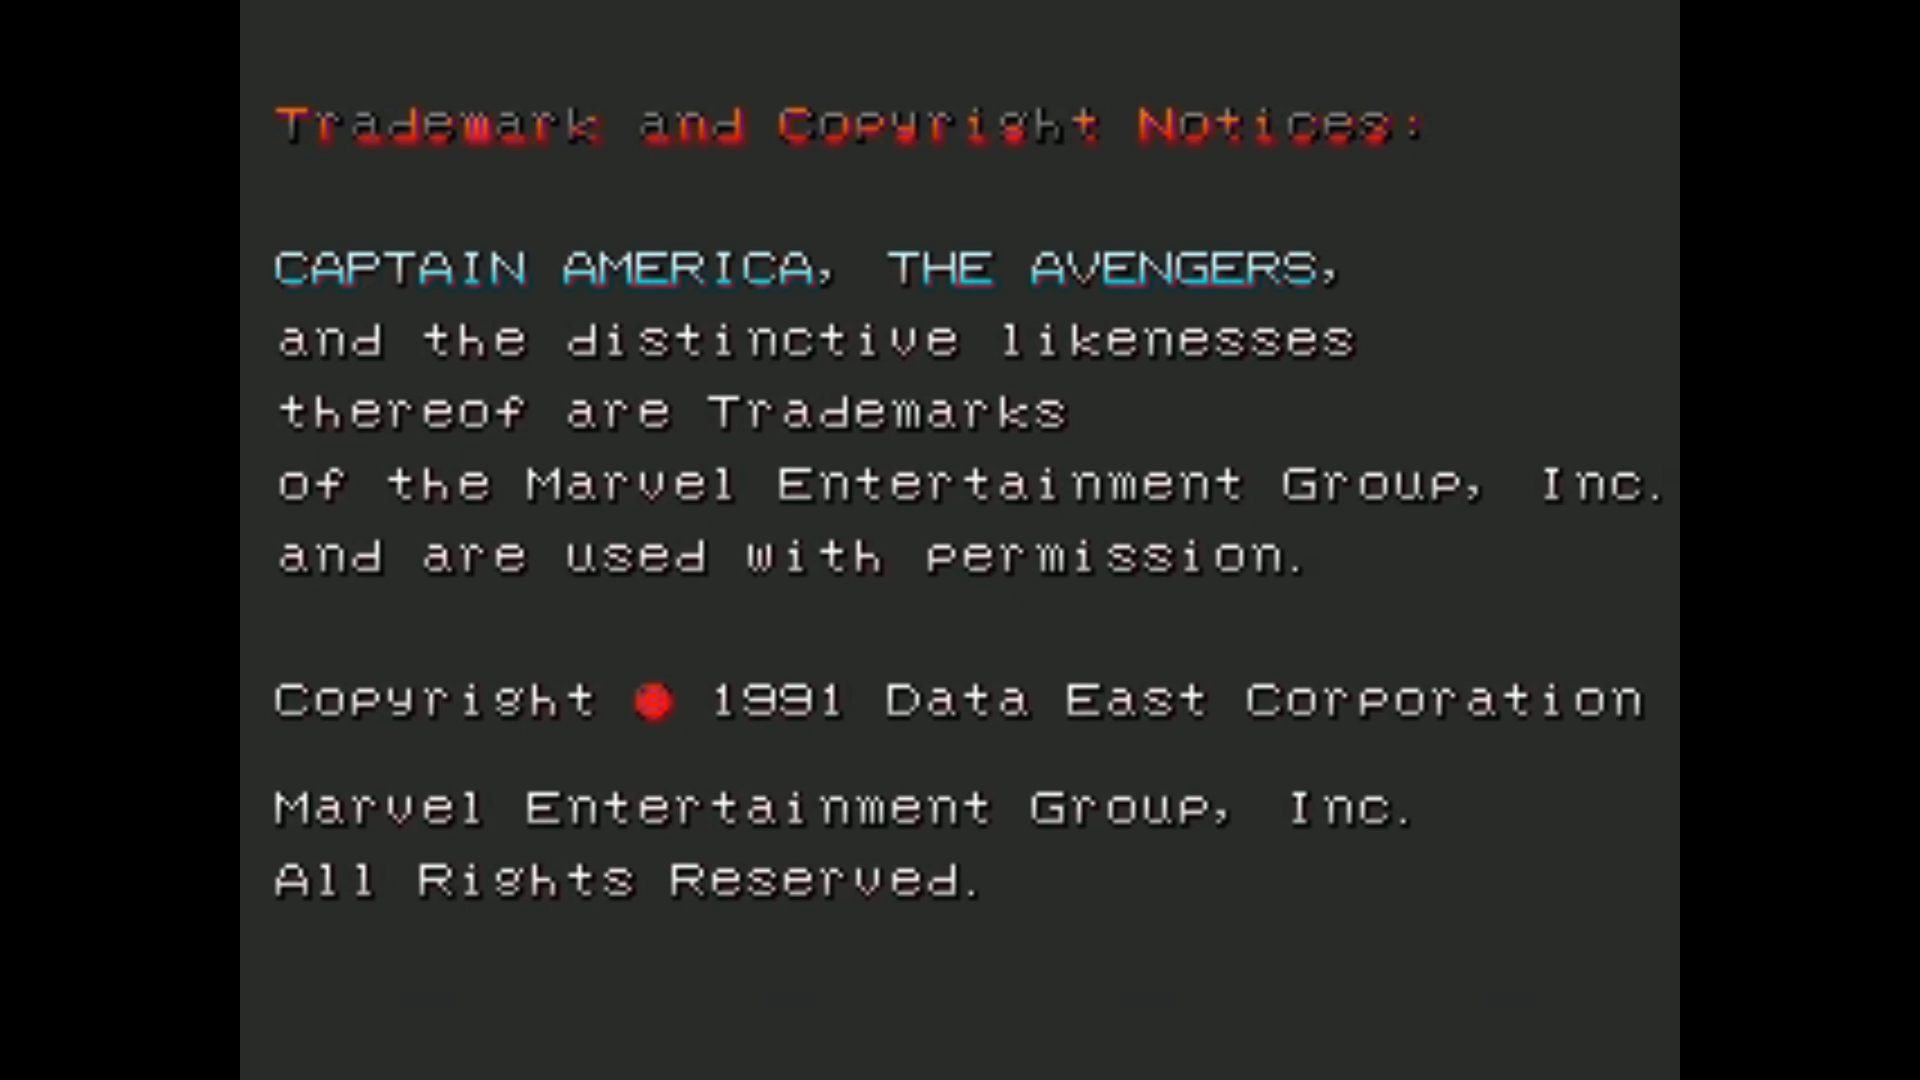 Trademark and Copyright Notices:
CAPTAIN AMERICA, THE AVENGERS,
and the distinctive likenesses
thereof are Trademarks
of the Marvel Entertainment Group, Inc.
and are used with permission.
Copyright ● 1991 Data East Corporation
Marvel Entertainment Group, Inc.
All Rights Reserved.